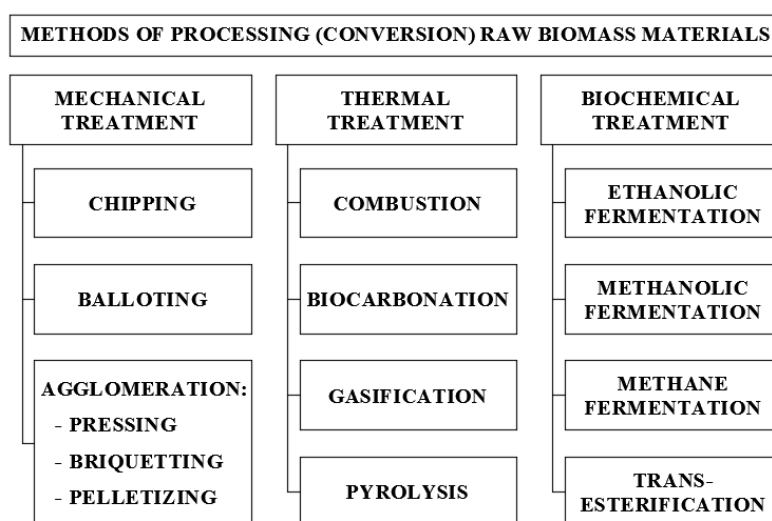 METHODS OF PROCESSING (CONVERSION) RAW BIOMASS MATERIALS
MECHANICAL
TREATMENT
CHIPPING
BALLOTING
AGGLOMERATION:
- PRESSING
- BRIQUETTING
- PELLETIZING
THERMAL
TREATMENT
COMBUSTION
BIOCARBONATION
GASIFICATION
PYROLYSIS
BIOCHEMICAL
TREATMENT
ETHANOLIC
FERMENTATION
METHANOLIC
FERMENTATION
METHANE
FERMENTATION
TRANS-
ESTERIFICATION